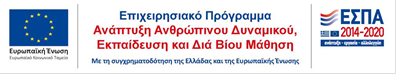 Ευρωπαϊκή Ένωση
Ευρωπαϊκό Κοινωνικό Ταμείο
Επιχειρησιακό Πρόγραμμα
Ανάπτυξη Ανθρώπινου Δυναμικού,
Εκπαίδευση και Διά Βίου Μάθηση
Με τη συγχρηματοδότηση της Ελλάδας και της Ευρωπαϊκής Ένωσης
ΕΣΠΑ
2014-2020
ανάπτυξη - εργασία - αλληλεγγύη